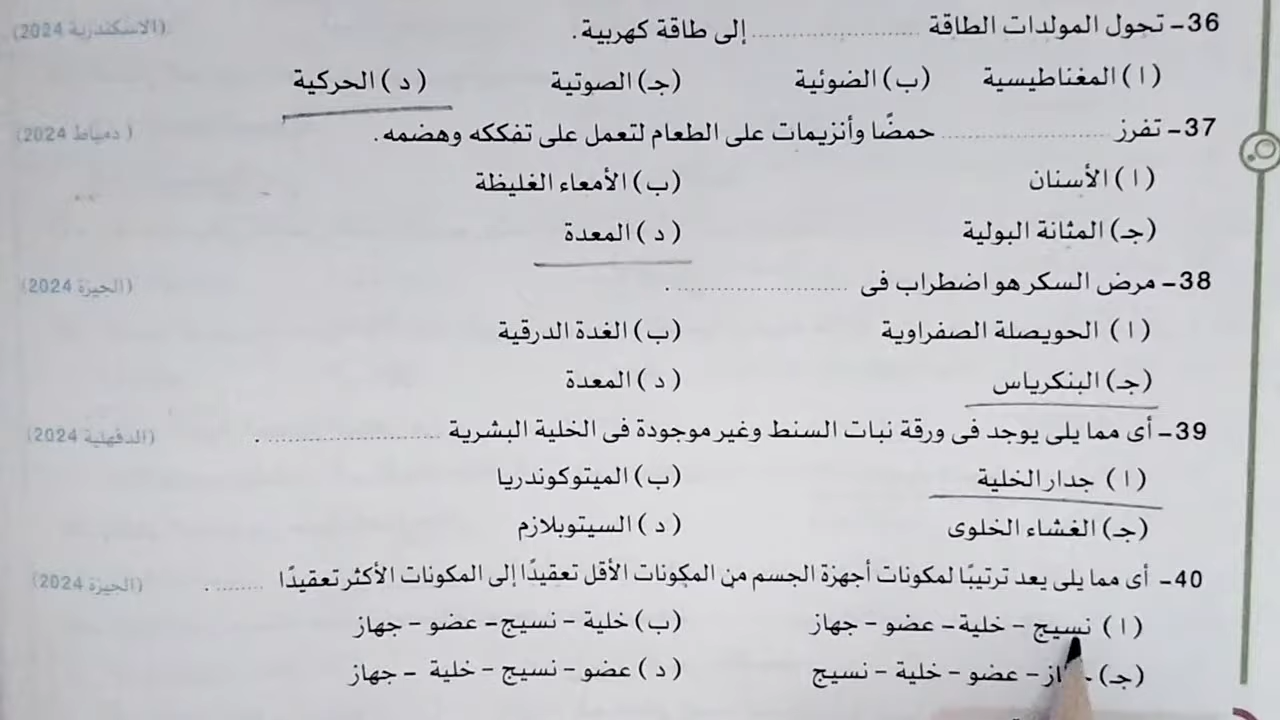 36- تحول المولدات الطاقة ........................ إلى طاقة كهربية. (الاسكندرية 2024)
(ا) المغناطيسية (ب) الضوئية (جـ) الصوتية (د) الحركية
37- تفرز ........................ حمضًا وأنزيمات على الطعام لتعمل على تفككه وهضمه. (دمياط 2024)
(ا) الأسنان (ب) الأمعاء الغليظة
(جـ) المثانة البولية (د) المعدة
38- مرض السكر هو اضطراب فى ........................ . (الجيزة 2024)
(ا) الحويصلة الصفراوية (ب) الغدة الدرقية
(جـ) البنكرياس (د) المعدة
39- أى مما يلى يوجد فى ورقة نبات السنط وغير موجودة فى الخلية البشرية ........................ . (الدقهلية 2024)
(ا) جدار الخلية (ب) الميتوكوندريا
(جـ) الغشاء الخلوى (د) السيتوبلازم
40- أى مما يلى يعد ترتيبًا لمكونات أجهزة الجسم من المكونات الأقل تعقيدًا إلى المكونات الأكثر تعقيدًا ........ . (الجيزة 2024)
(ا) نسيج - خلية - عضو - جهاز (ب) خلية - نسيج - عضو - جهاز
(جـ) - عضو - خلية - نسيج (د) عضو - نسيج - خلية - جهاز